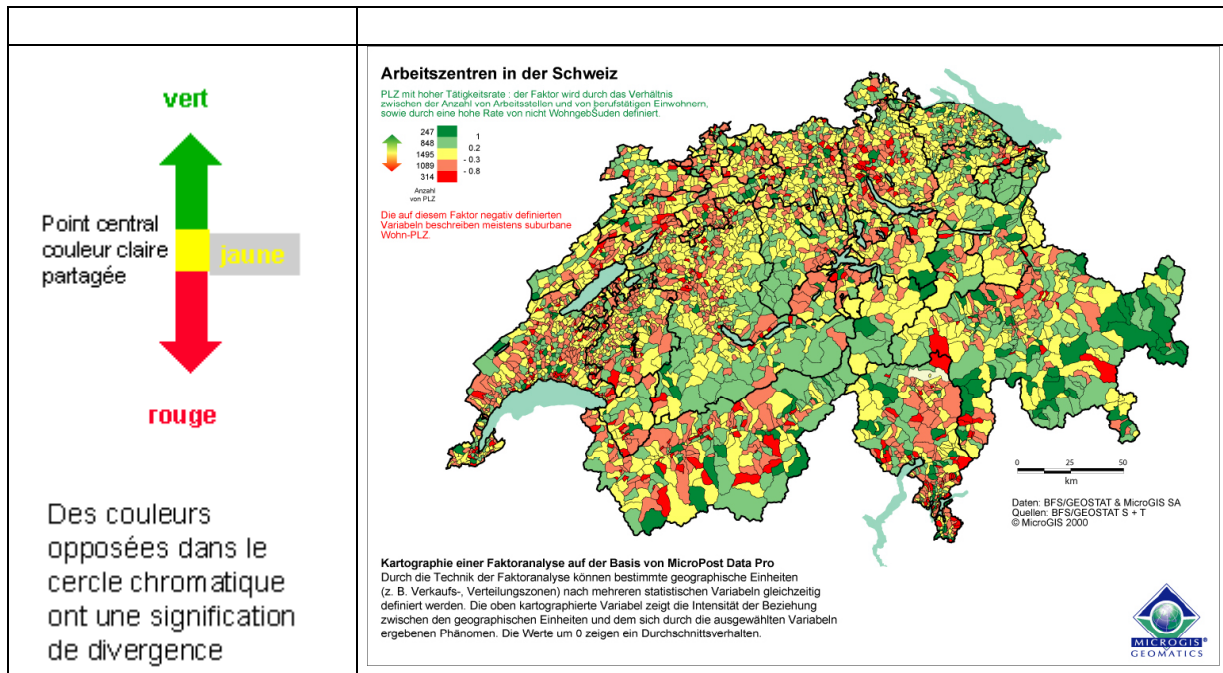 vert
Point central
couleur claire
partagée
jaune
rouge
Des couleurs
opposées dans le
cercle chromatique
ont une signification
de divergence
Arbeitszentren in der Schweiz
PLZ mit hoher Tätigkeitsrate : der Faktor wird durch das Verhältnis
zwischen der Anzahl von Arbeitsstellen und von berufstätigen Einwohnern,
sowie durch eine hohe Rate von nicht WohngebŠuden definiert.
247
848
1495
1089
314
1
0.2
- 0.3
- 0.8
Anzahl
von PLZ
Die auf diesem Faktor negativ definierten
Variabeln beschreiben meistens suburbane
Wohn-PLZ.
0 25 50
km
Daten: BFS/GEOSTAT & MicroGIS SA
Quellen: BFS/GEOSTAT S + T
© MicroGIS 2000
Kartographie einer Faktoranalyse auf der Basis von MicroPost Data Pro
Durch die Technik der Faktoranalyse können bestimmte geographische Einheiten
(z. B. Verkaufs-, Verteilungszonen) nach mehreren statistischen Variabeln gleichzeitig
definiert werden. Die oben kartographierte Variabel zeigt die Intensität der Beziehung
zwischen den geographischen Einheiten und dem sich durch die ausgewählten Variabeln
ergebenen Phänomen. Die Werte um 0 zeigen ein Durchschnittsverhalten.
MICROGIS®
GEOMATICS